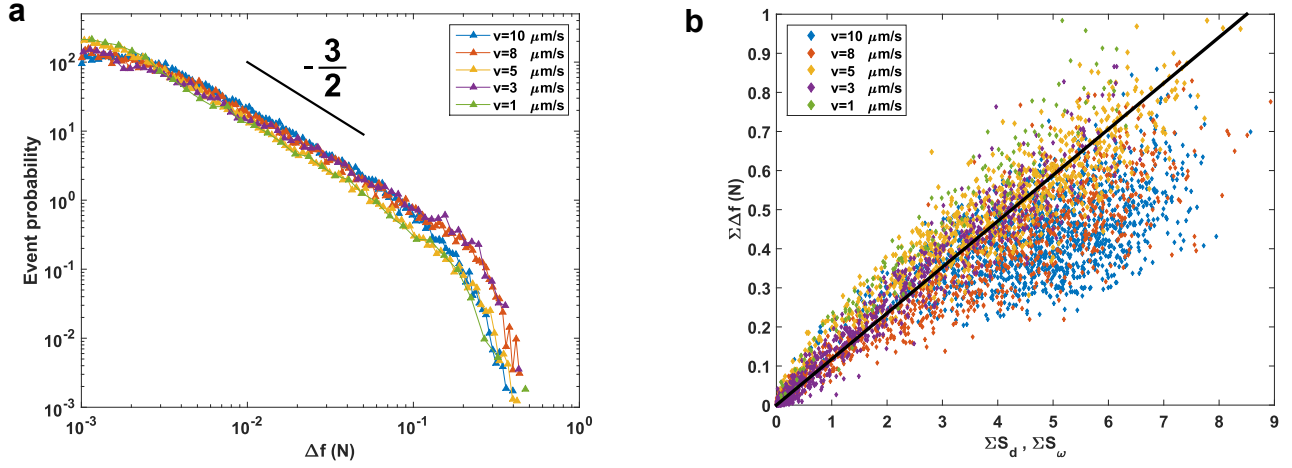 a
Event probability
10^2
10^1
10^0
10^-1
10^-2
10^-3
10^-3
10^-2
10^-1
10^0
Δf (N)
- 3/2
v=10 μm/s
v=8 μm/s
v=5 μm/s
v=3 μm/s
v=1 μm/s
b
ΣΔf (N)
1
0.9
0.8
0.7
0.6
0.5
0.4
0.3
0.2
0.1
0
0 1 2 3 4 5 6 7 8 9
ΣS_d , ΣS_ω
v=10 μm/s
v=8 μm/s
v=5 μm/s
v=3 μm/s
v=1 μm/s